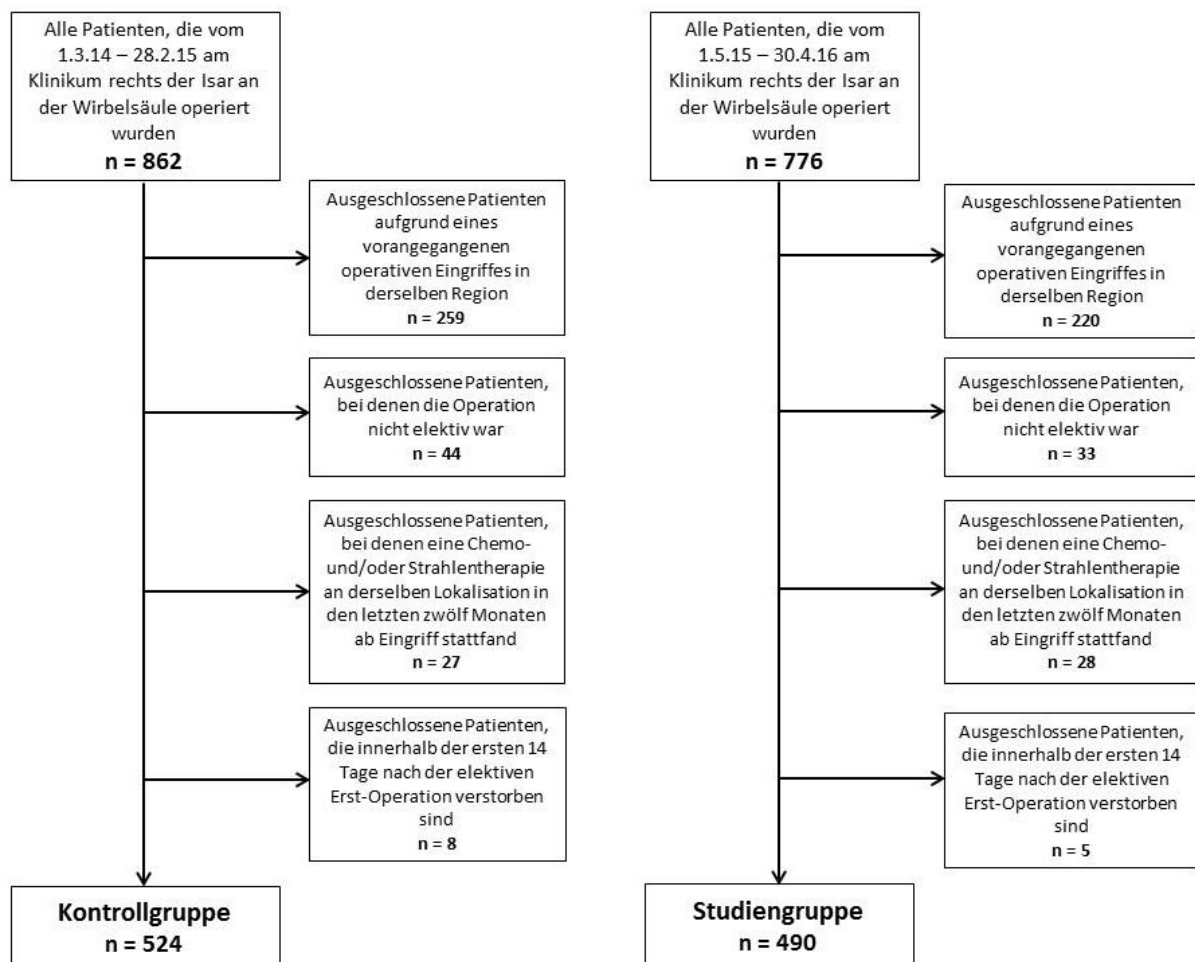 Alle Patienten, die vom
1.3.14 – 28.2.15 am
Klinikum rechts der Isar an
der Wirbelsäule operiert
wurden
n = 862
Ausgeschlossene Patienten
aufgrund eines
vorangegangenen
operativen Eingriffes in
derselben Region
n = 259
Ausgeschlossene Patienten,
bei denen die Operation
nicht elektiv war
n = 44
Ausgeschlossene Patienten,
bei denen eine Chemo-
und/oder Strahlentherapie
an derselben Lokalisation in
den letzten zwölf Monaten
ab Eingriff stattfand
n = 27
Ausgeschlossene Patienten,
die innerhalb der ersten 14
Tage nach der elektiven
Erst-Operation verstorben
sind
n = 8
Kontrollgruppe
n = 524
Alle Patienten, die vom
1.5.15 – 30.4.16 am
Klinikum rechts der Isar an
der Wirbelsäule operiert
wurden
n = 776
Ausgeschlossene Patienten
aufgrund eines
vorangegangenen
operativen Eingriffes in
derselben Region
n = 220
Ausgeschlossene Patienten,
bei denen die Operation
nicht elektiv war
n = 33
Ausgeschlossene Patienten,
bei denen eine Chemo-
und/oder Strahlentherapie
an derselben Lokalisation in
den letzten zwölf Monaten
ab Eingriff stattfand
n = 28
Ausgeschlossene Patienten,
die innerhalb der ersten 14
Tage nach der elektiven
Erst-Operation verstorben
sind
n = 5
Studiengruppe
n = 490